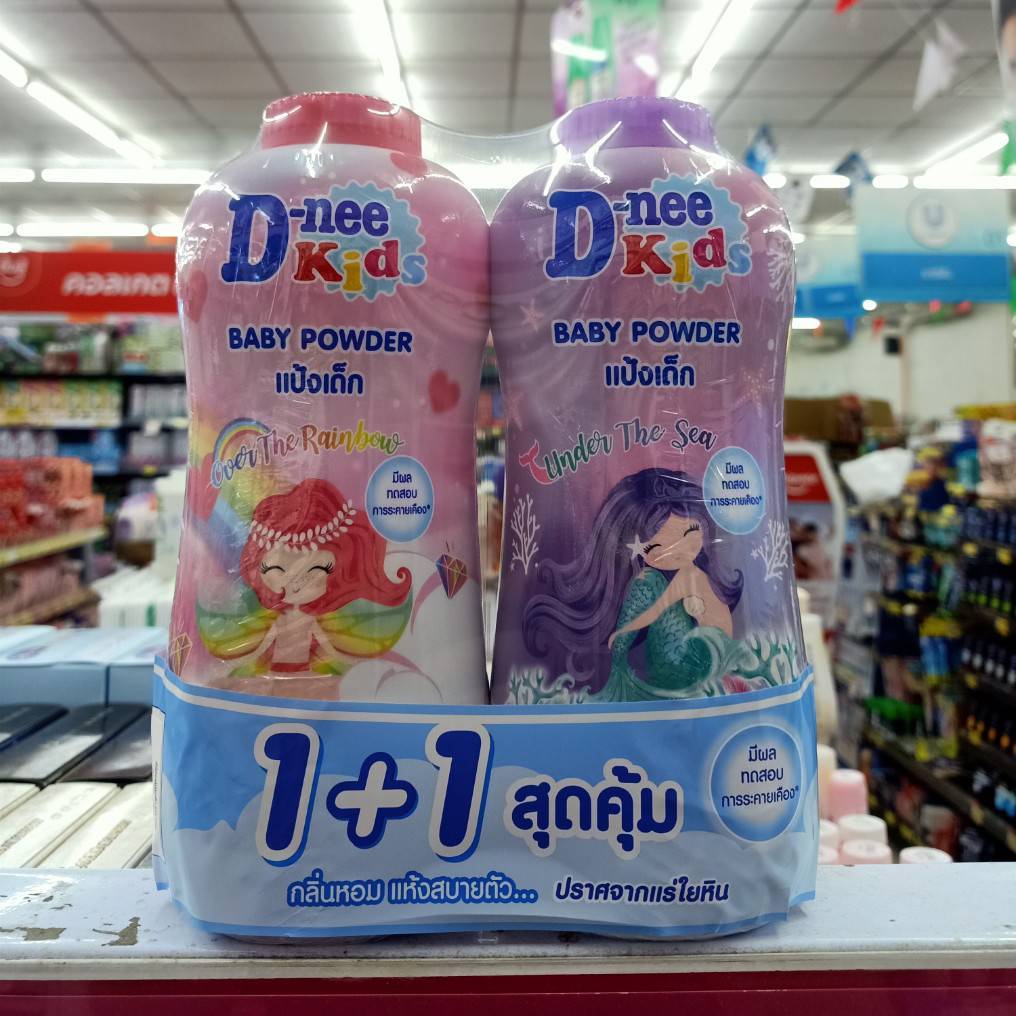 D-nee
Kids
BABY POWDER
แป้งเด็ก
Over The Rainbow
มีผล
ทดสอบ
การระคายเคือง*
D-nee
Kids
BABY POWDER
แป้งเด็ก
Under The Sea
มีผล
ทดสอบ
การระคายเคือง*
1+1 สุดคุ้ม
มีผล
ทดสอบ
การระคายเคือง*
กลิ่นหอม แห้งสบายตัว... ปราศจากแร่ใยหิน
คอลเกต